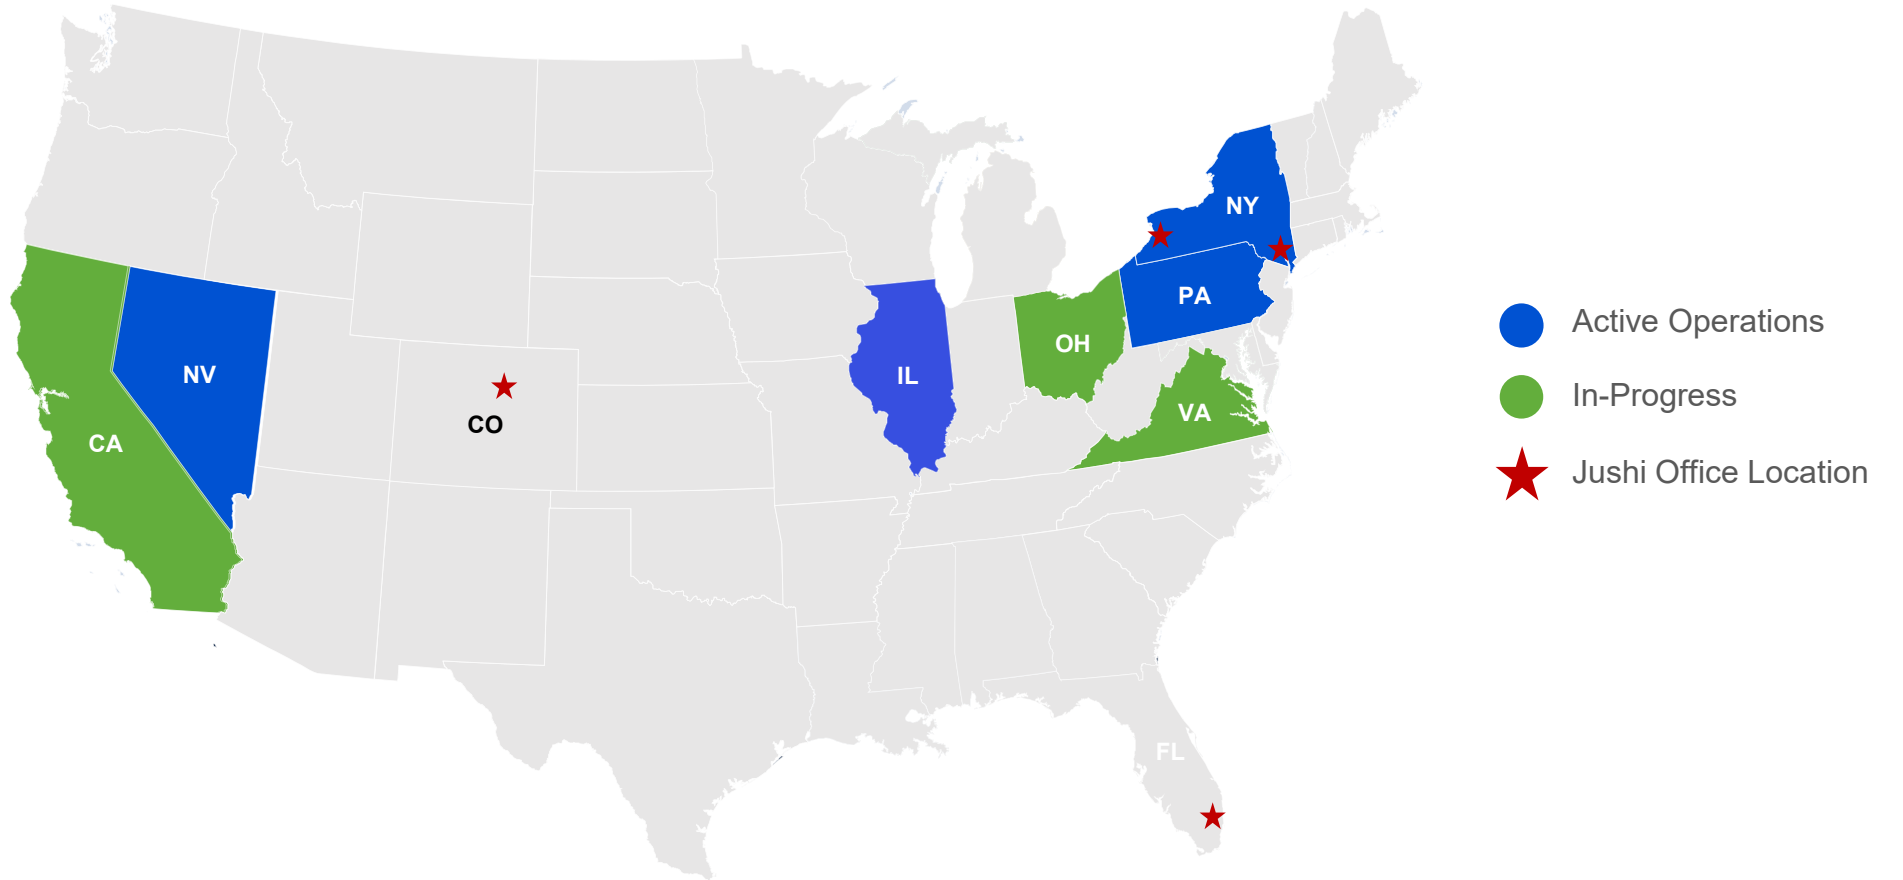 NY
PA
Active Operations
OH
NV
IL
In-Progress
VA
CO
CA
Jushi Office Location
FL